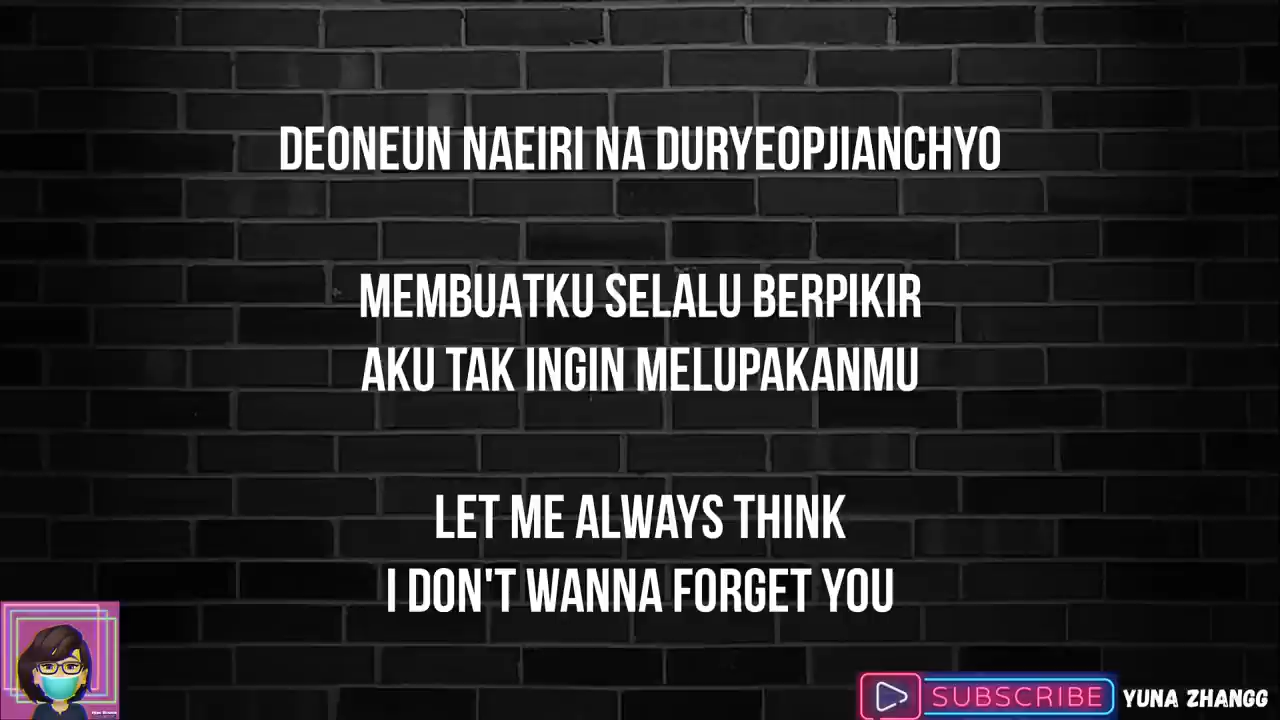 DEONEUN NAEIRI NA DURYEOPJIANCHYO
MEMBUATKU SELALU BERPIKIR
AKU TAK INGIN MELUPAKANMU
LET ME ALWAYS THINK
I DON'T WANNA FORGET YOU
SUBSCRIBE YUNA ZHANGG